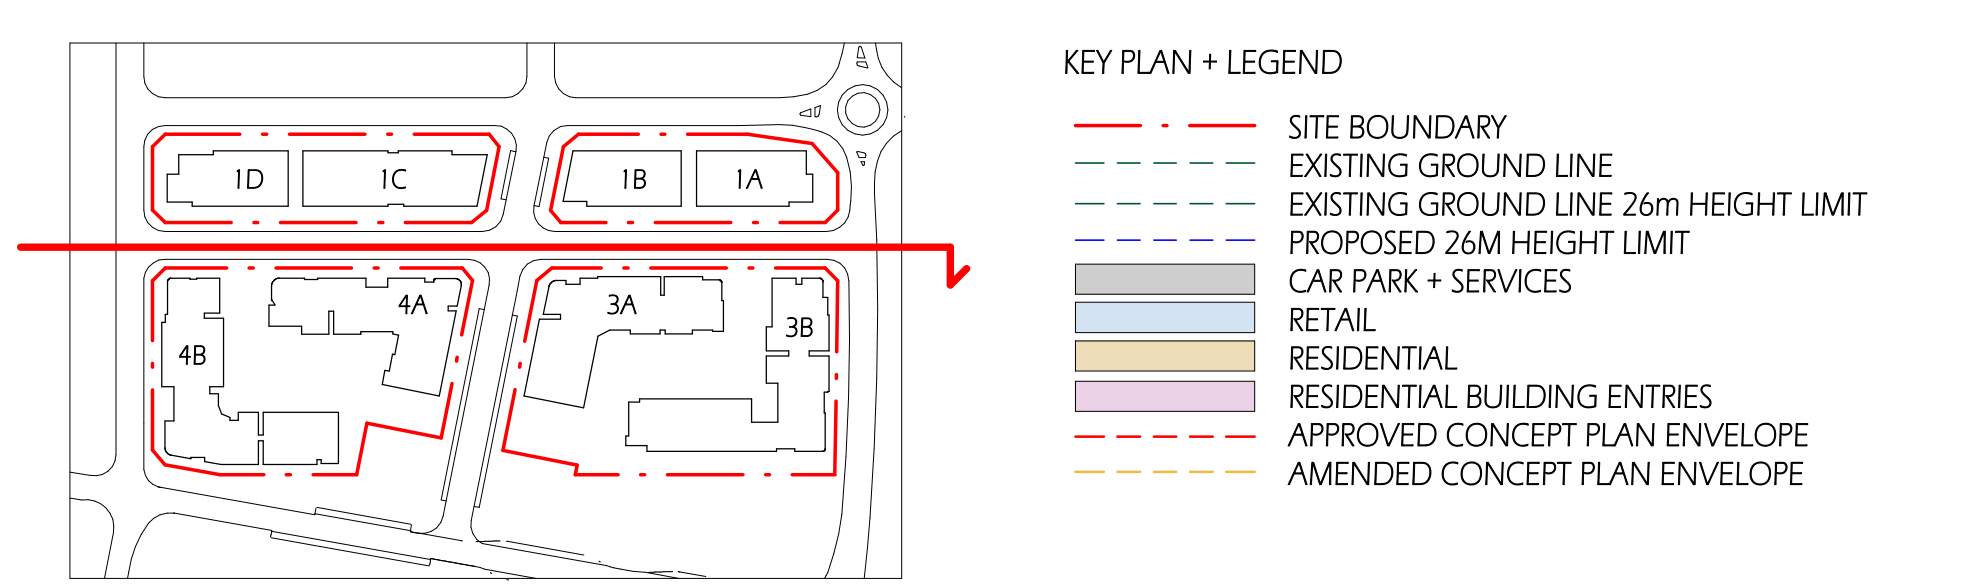 KEY PLAN + LEGEND
1D
1C
1B
1A
4A
3A
3B
4B
SITE BOUNDARY
EXISTING GROUND LINE
EXISTING GROUND LINE 26m HEIGHT LIMIT
PROPOSED 26M HEIGHT LIMIT
CAR PARK + SERVICES
RETAIL
RESIDENTIAL
RESIDENTIAL BUILDING ENTRIES
APPROVED CONCEPT PLAN ENVELOPE
AMENDED CONCEPT PLAN ENVELOPE